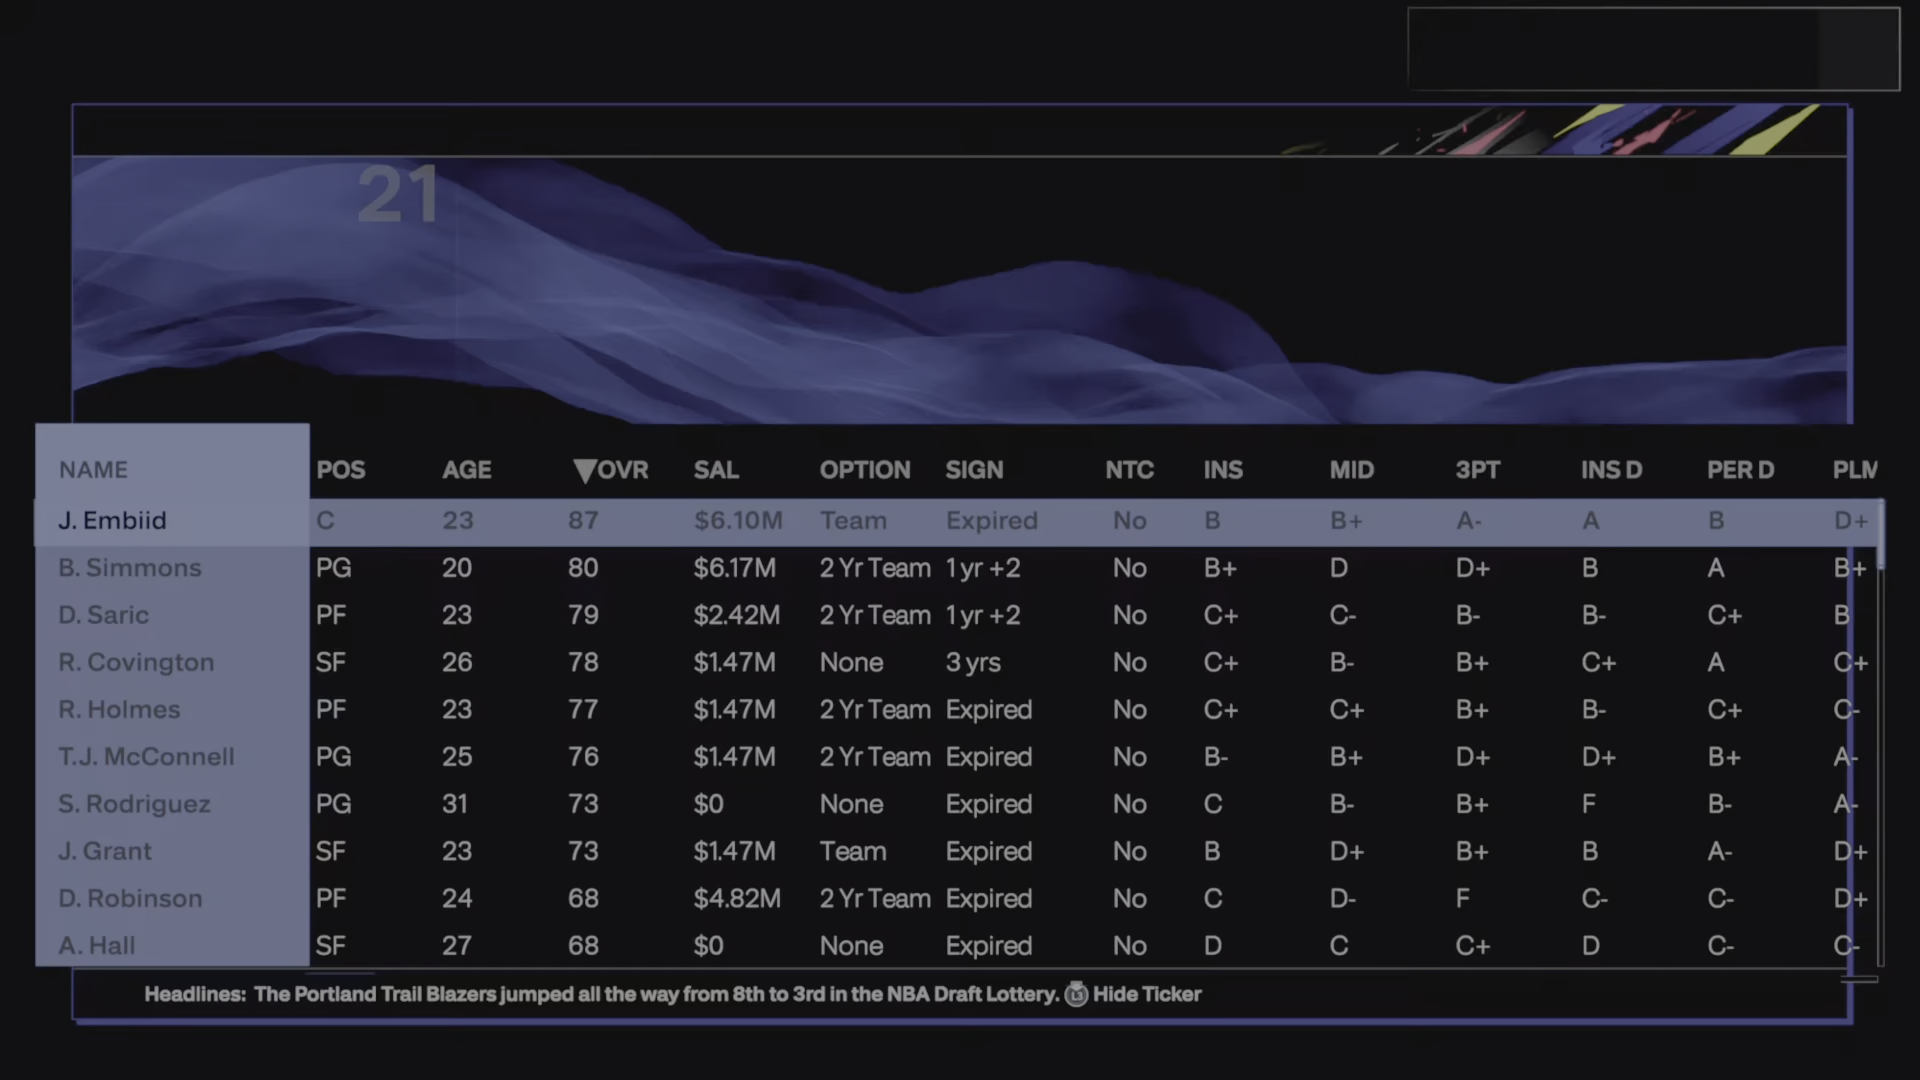 21
NAME POS AGE ▼OVR SAL OPTION SIGN NTC INS MID 3PT INS D PER D PLM
J. Embiid C 23 87 $6.10M Team Expired No B B+ A- A B D+
B. Simmons PG 20 80 $6.17M 2 Yr Team 1 yr +2 No B+ D D+ B A B+
D. Saric PF 23 79 $2.42M 2 Yr Team 1 yr +2 No C+ C- B- B- C+ B
R. Covington SF 26 78 $1.47M None 3 yrs No C+ B- B+ C+ A C+
R. Holmes PF 23 77 $1.47M 2 Yr Team Expired No C+ C+ B+ B- C+ C-
T.J. McConnell PG 25 76 $1.47M 2 Yr Team Expired No B- B+ D+ D+ B+ A-
S. Rodriguez PG 31 73 $0 None Expired No C B- B+ F B- A-
J. Grant SF 23 73 $1.47M Team Expired No B D+ B+ B A- D+
D. Robinson PF 24 68 $4.82M 2 Yr Team Expired No C D- F C- C- D+
A. Hall SF 27 68 $0 None Expired No D C C+ D C- C-
Headlines: The Portland Trail Blazers jumped all the way from 8th to 3rd in the NBA Draft Lottery. L3 Hide Ticker